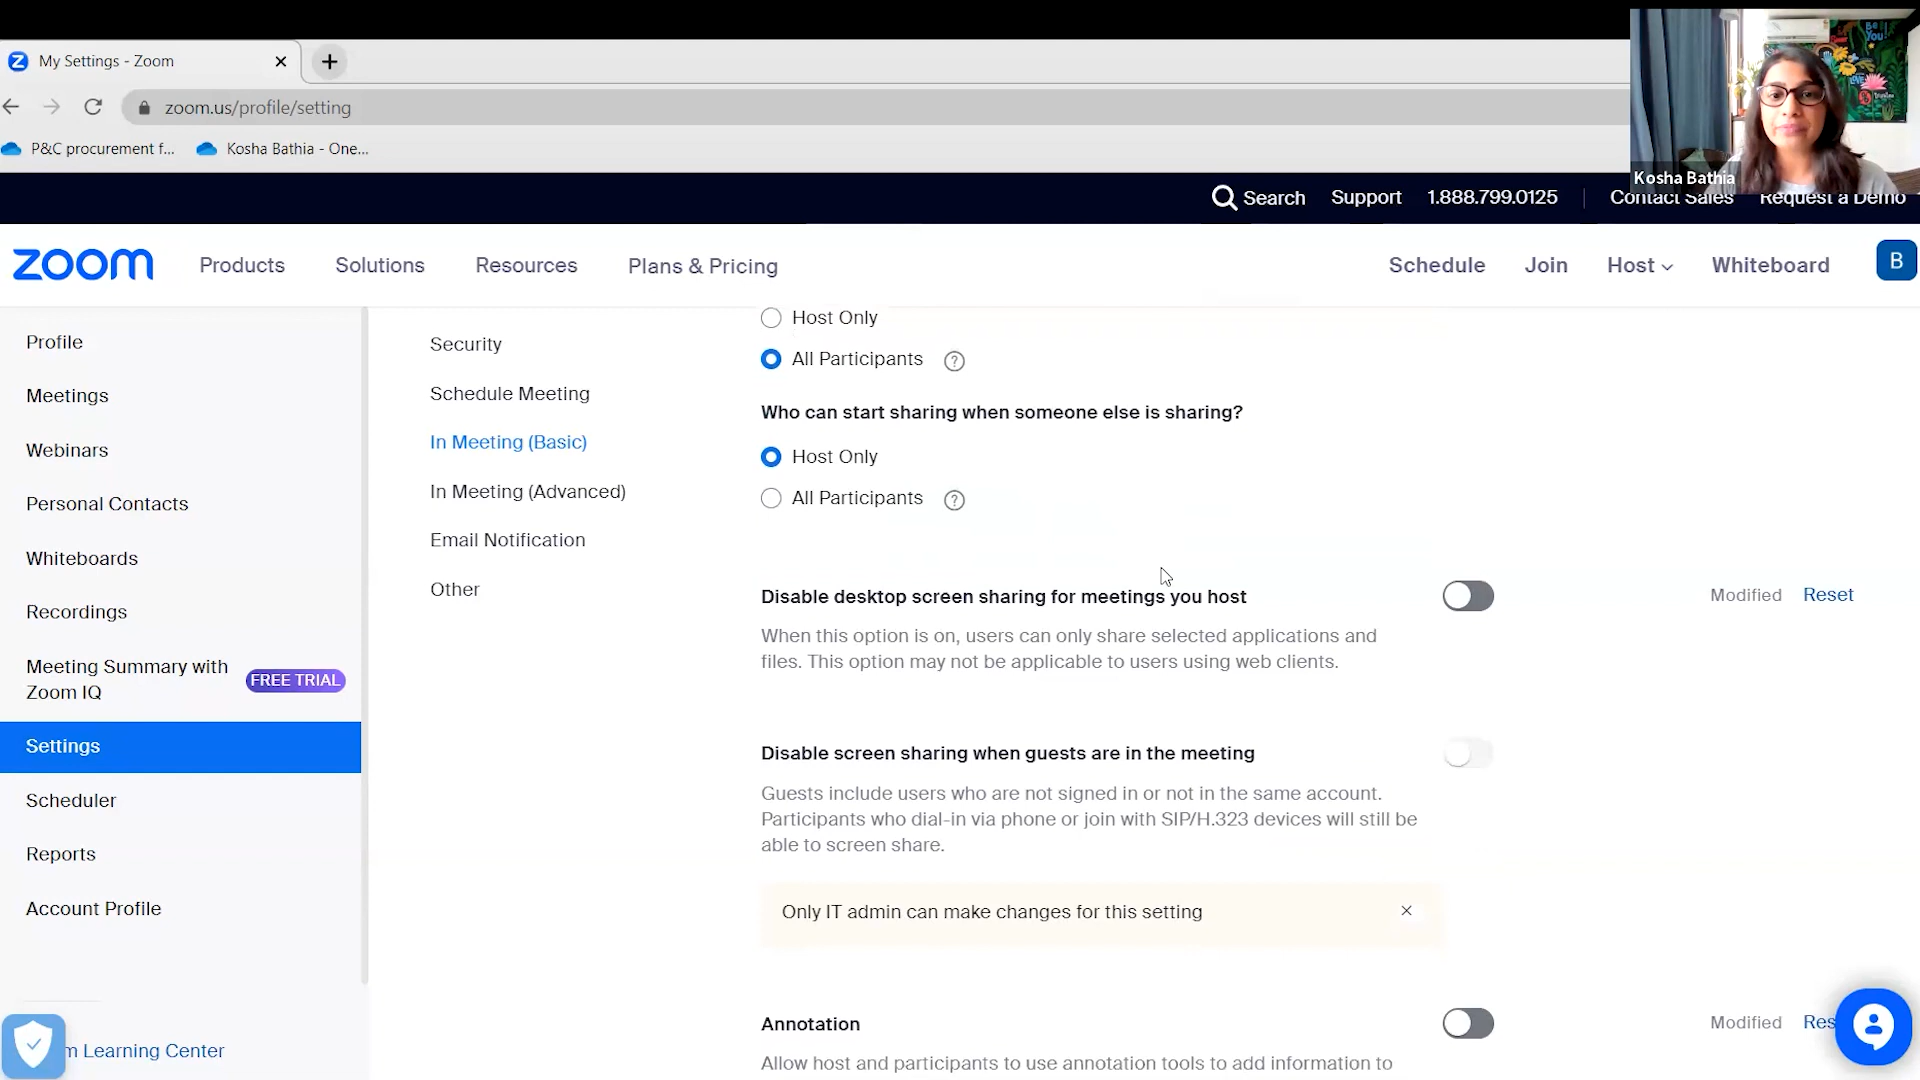 My Settings - Zoom
zoom.us/profile/setting
P&C procurement f...
Kosha Bathia - One...
Kosha Bathia
Be You!
Search
Support
1.888.799.0125
Contact Sales
Request a Demo
zoom
Products
Solutions
Resources
Plans & Pricing
Schedule
Join
Host
Whiteboard
B
Profile
Meetings
Webinars
Personal Contacts
Whiteboards
Recordings
Meeting Summary with
Zoom IQ
FREE TRIAL
Settings
Scheduler
Reports
Account Profile
m Learning Center
Security
Schedule Meeting
In Meeting (Basic)
In Meeting (Advanced)
Email Notification
Other
Host Only
All Participants
Who can start sharing when someone else is sharing?
Host Only
All Participants
Disable desktop screen sharing for meetings you host
Modified
Reset
When this option is on, users can only share selected applications and
files. This option may not be applicable to users using web clients.
Disable screen sharing when guests are in the meeting
Guests include users who are not signed in or not in the same account.
Participants who dial-in via phone or join with SIP/H.323 devices will still be
able to screen share.
Only IT admin can make changes for this setting
Annotation
Modified
Res
Allow host and participants to use annotation tools to add information to